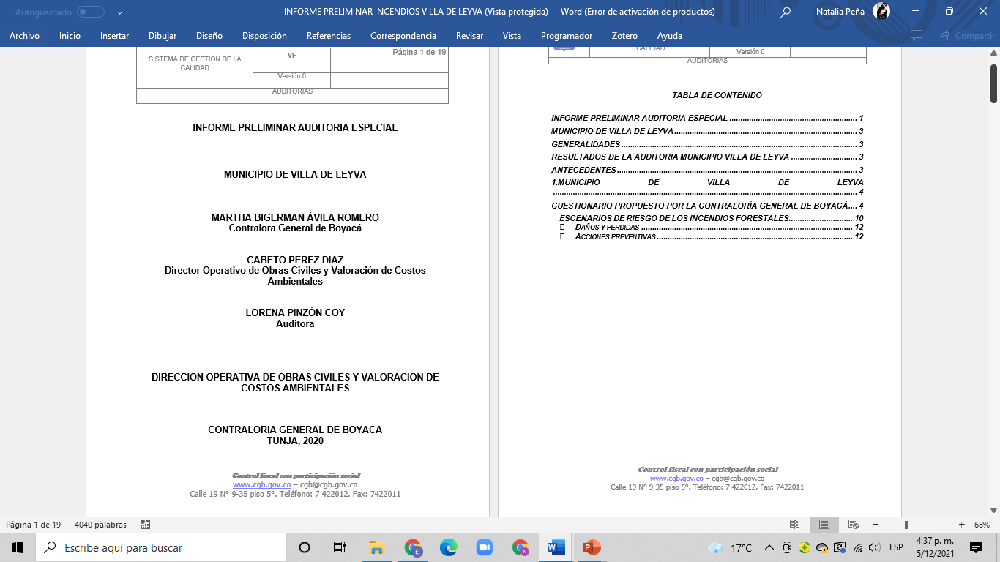 Autoguardado
INFORME PRELIMINAR INCENDIOS VILLA DE LEYVA (Vista protegida) - Word (Error de activación de productos)
Natalia Peña
Archivo Inicio Insertar Dibujar Diseño Disposición Referencias Correspondencia Revisar Vista Programador Zotero Ayuda
Compartir
SISTEMA DE GESTION DE LA
CALIDAD
VF
Página 1 de 19
Versión 0
AUDITORIAS
INFORME PRELIMINAR AUDITORIA ESPECIAL
MUNICIPIO DE VILLA DE LEYVA
MARTHA BIGERMAN ÁVILA ROMERO
Contralora General de Boyacá
CABETO PÉREZ DÍAZ
Director Operativo de Obras Civiles y Valoración de Costos
Ambientales
LORENA PINZÓN COY
Auditora
DIRECCIÓN OPERATIVA DE OBRAS CIVILES Y VALORACIÓN DE
COSTOS AMBIENTALES
CONTRALORIA GENERAL DE BOYACA
TUNJA, 2020
Control fiscal con participación social
www.cgb.gov.co – cgb@cgb.gov.co
Calle 19 Nº 9-35 piso 5º. Teléfono: 7 422012. Fax: 7422011
CALIDAD
Versión 0
AUDITORIAS
TABLA DE CONTENIDO
INFORME PRELIMINAR AUDITORIA ESPECIAL .......... 1
MUNICIPIO DE VILLA DE LEYVA .......... 3
GENERALIDADES .......... 3
RESULTADOS DE LA AUDITORIA MUNICIPIO VILLA DE LEYVA .......... 3
ANTECEDENTES .......... 3
1.MUNICIPIO DE VILLA DE LEYVA
.......... 4
CUESTIONARIO PROPUESTO POR LA CONTRALORÍA GENERAL DE BOYACÁ.... 4
ESCENARIOS DE RIESGO DE LOS INCENDIOS FORESTALES .......... 10
DAÑOS Y PERDIDAS .......... 12
ACCIONES PREVENTIVAS .......... 12
Control fiscal con participación social
www.cgb.gov.co – cgb@cgb.gov.co
Calle 19 Nº 9-35 piso 5º. Teléfono: 7 422012. Fax: 7422011
Página 1 de 19 4040 palabras
68%
Escribe aquí para buscar
17°C
ESP
4:37 p. m.
5/12/2021